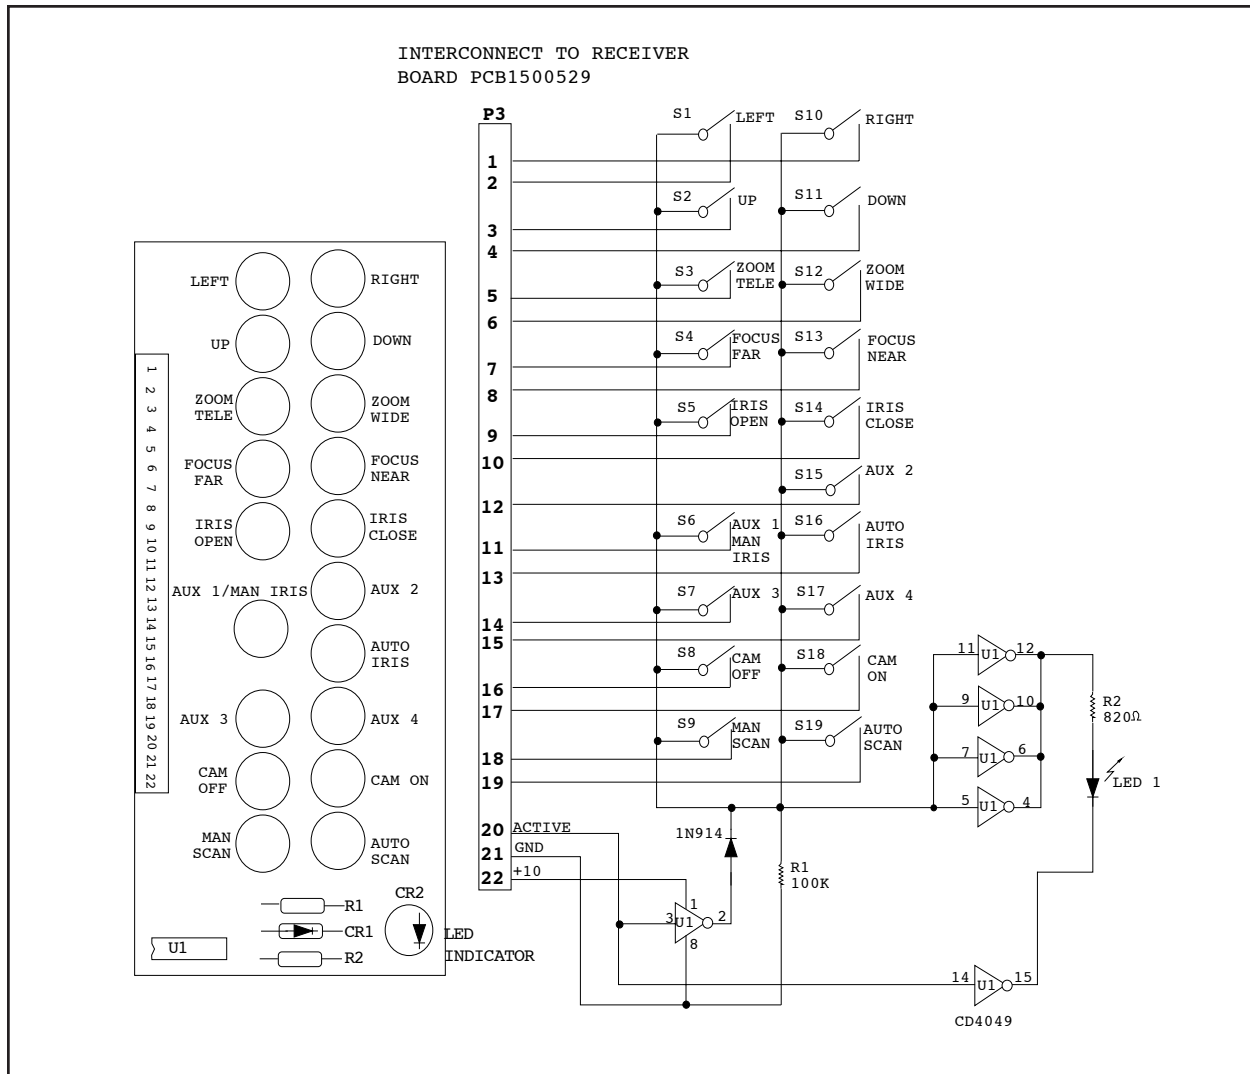 INTERCONNECT TO RECEIVER
BOARD PCB1500529
P3
1
2
3
4
5
6
7
8
9
10
12
11
13
14
15
16
17
18
19
20 ACTIVE
21 GND
22 +10
S1 LEFT
S10 RIGHT
S2 UP
S11 DOWN
S3 ZOOM
TELE
S12 ZOOM
WIDE
S4 FOCUS
FAR
S13 FOCUS
NEAR
S5 IRIS
OPEN
S14 IRIS
CLOSE
S15 AUX 2
S6 AUX 1
MAN
IRIS
S16 AUTO
IRIS
S7 AUX 3
S17 AUX 4
S8 CAM
OFF
S18 CAM
ON
S9 MAN
SCAN
S19 AUTO
SCAN
1N914
R1
100K
1
3 U1 2
8
11 U1 12
9 U1 10
7 U1 6
5 U1 4
R2
820Ω
LED 1
14 U1 15
CD4049
LEFT
RIGHT
UP
DOWN
ZOOM
TELE
ZOOM
WIDE
FOCUS
FAR
FOCUS
NEAR
IRIS
OPEN
IRIS
CLOSE
AUX 1/MAN IRIS
AUX 2
AUTO
IRIS
AUX 3
AUX 4
CAM
OFF
CAM ON
MAN
SCAN
AUTO
SCAN
1
2
3
4
5
6
7
8
9
10
11
12
13
14
15
16
17
18
19
20
21
22
U1
R1
CR1
R2
CR2
LED
INDICATOR